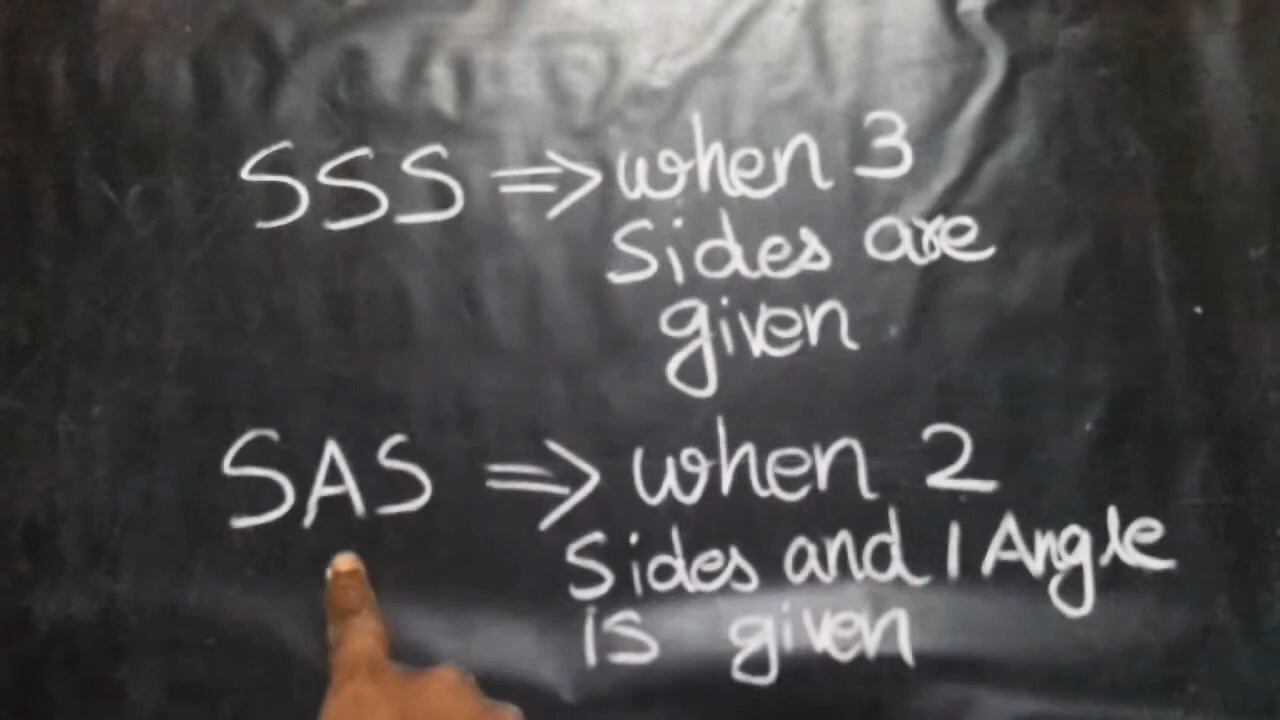 SSS => when 3
Sides are
given
SAS => when 2
Sides and 1 Angle
is given